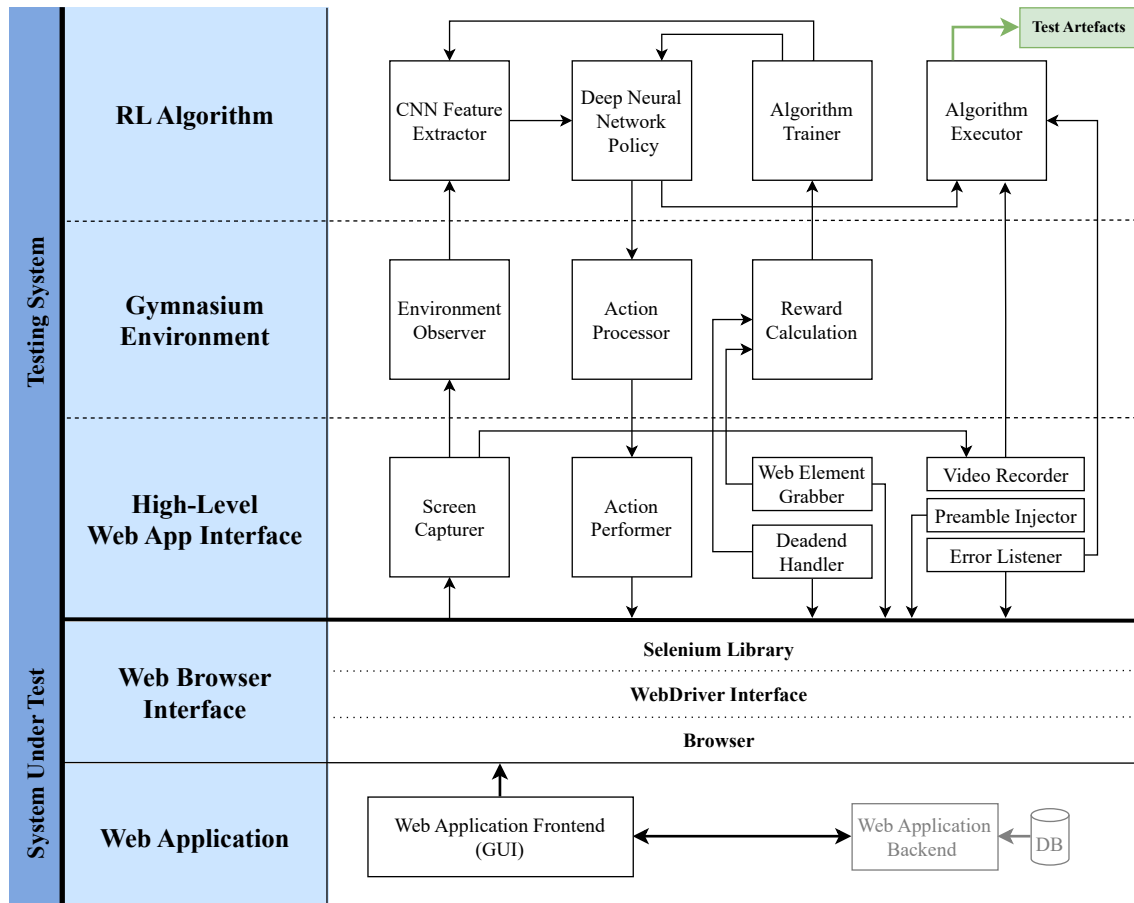 Testing System
System Under Test
RL Algorithm
CNN Feature
Extractor
Deep Neural
Network
Policy
Algorithm
Trainer
Algorithm
Executor
Test Artefacts
Gymnasium
Environment
Environment
Observer
Action
Processor
Reward
Calculation
High-Level
Web App Interface
Screen
Capturer
Action
Performer
Web Element
Grabber
Deadend
Handler
Video Recorder
Preamble Injector
Error Listener
Web Browser
Interface
Selenium Library
WebDriver Interface
Browser
Web Application
Web Application Frontend
(GUI)
Web Application
Backend
DB